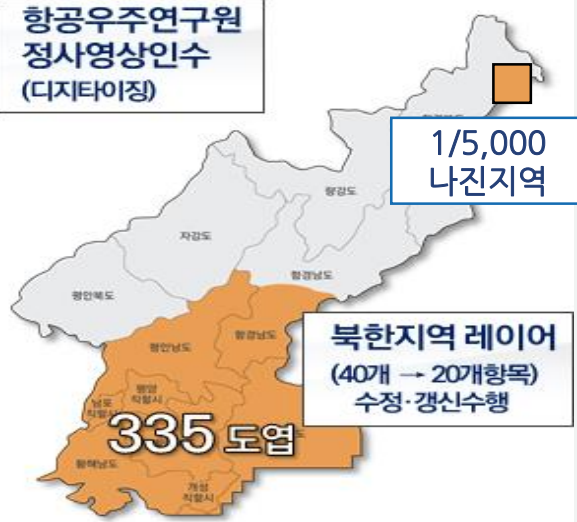 항공우주연구원
정사영상인수
(디지타이징)
1/5,000
나진지역
량강도
자강도
함경남도
평안북도
북한지역 레이어
(40개 → 20개항목)
수정·갱신수행
함경남도
평안남도
평양
직할시
남포
직할시
335 도엽
황해남도
개성
직할시